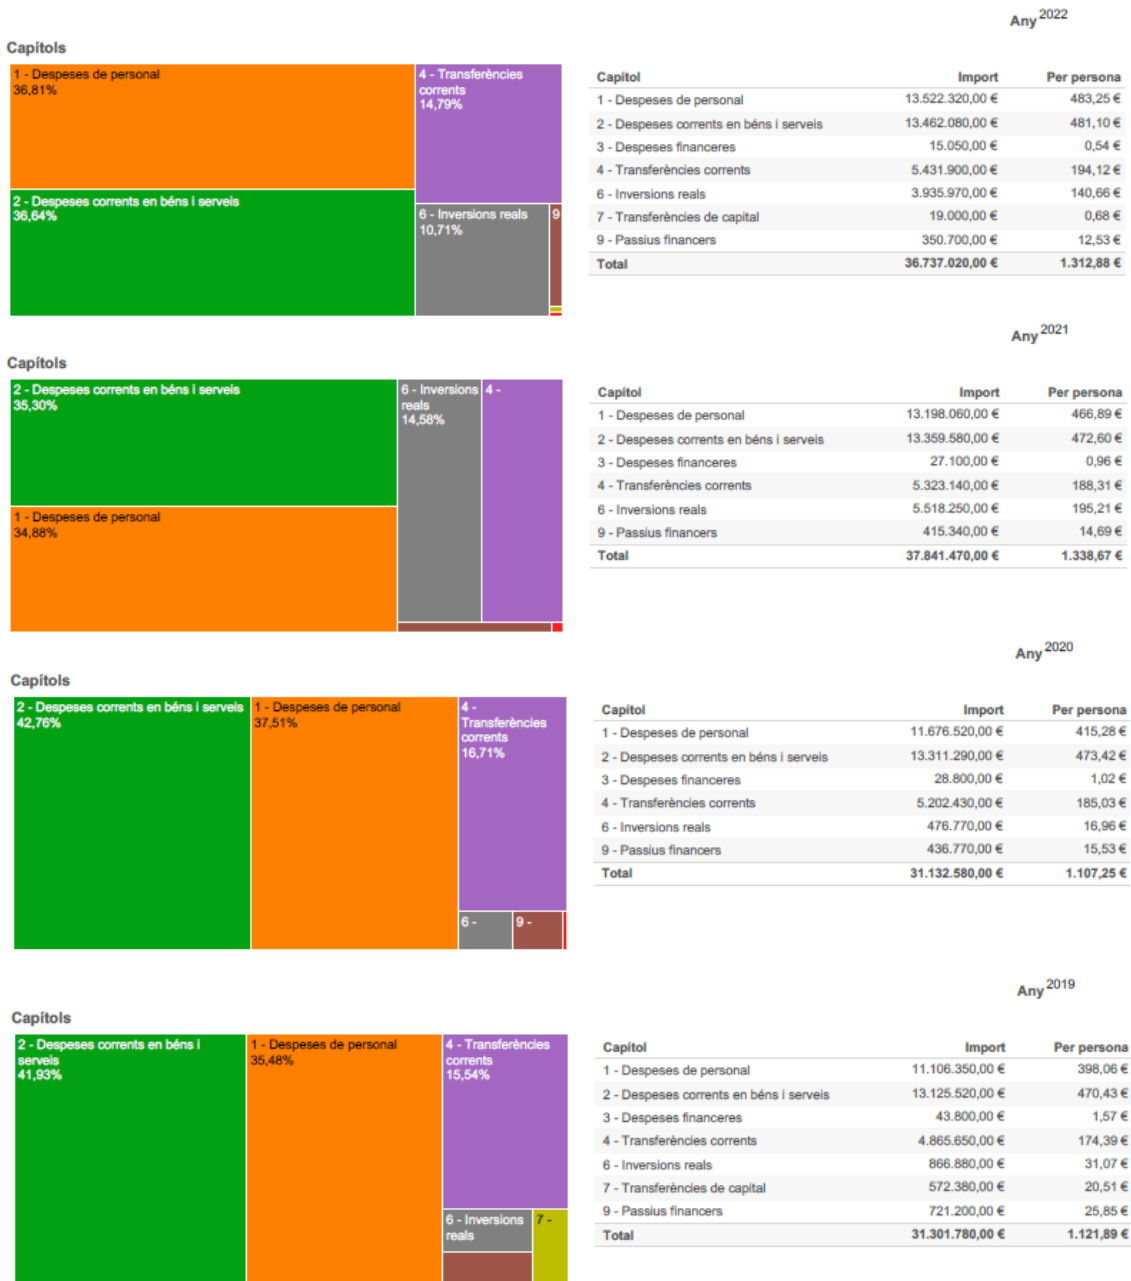 Any 2022
Capítols
1 - Despeses de personal
36,81%
4 - Transferències
corrents
14,79%
2 - Despeses corrents en béns i serveis
36,64%
6 - Inversions reals
10,71%
9
Capítol Import Per persona
1 - Despeses de personal 13.522.320,00 € 483,25 €
2 - Despeses corrents en béns i serveis 13.462.080,00 € 481,10 €
3 - Despeses financeres 15.050,00 € 0,54 €
4 - Transferències corrents 5.431.900,00 € 194,12 €
6 - Inversions reals 3.935.970,00 € 140,66 €
7 - Transferències de capital 19.000,00 € 0,68 €
9 - Passius financers 350.700,00 € 12,53 €
Total 36.737.020,00 € 1.312,88 €
Any 2021
Capítols
2 - Despeses corrents en béns i serveis
35,30%
6 - Inversions
reals
14,58%
4 -
1 - Despeses de personal
34,88%
Capítol Import Per persona
1 - Despeses de personal 13.198.060,00 € 466,89 €
2 - Despeses corrents en béns i serveis 13.359.580,00 € 472,60 €
3 - Despeses financeres 27.100,00 € 0,96 €
4 - Transferències corrents 5.323.140,00 € 188,31 €
6 - Inversions reals 5.518.250,00 € 195,21 €
9 - Passius financers 415.340,00 € 14,69 €
Total 37.841.470,00 € 1.338,67 €
Any 2020
Capítols
2 - Despeses corrents en béns i serveis
42,76%
1 - Despeses de personal
37,51%
4 -
Transferències
corrents
16,71%
6 -
9 -
Capítol Import Per persona
1 - Despeses de personal 11.676.520,00 € 415,28 €
2 - Despeses corrents en béns i serveis 13.311.290,00 € 473,42 €
3 - Despeses financeres 28.800,00 € 1,02 €
4 - Transferències corrents 5.202.430,00 € 185,03 €
6 - Inversions reals 476.770,00 € 16,96 €
9 - Passius financers 436.770,00 € 15,53 €
Total 31.132.580,00 € 1.107,25 €
Any 2019
Capítols
2 - Despeses corrents en béns i
serveis
41,93%
1 - Despeses de personal
35,48%
4 - Transferències
corrents
15,54%
6 - Inversions
reals
7 -
Capítol Import Per persona
1 - Despeses de personal 11.106.350,00 € 398,06 €
2 - Despeses corrents en béns i serveis 13.125.520,00 € 470,43 €
3 - Despeses financeres 43.800,00 € 1,57 €
4 - Transferències corrents 4.865.650,00 € 174,39 €
6 - Inversions reals 866.880,00 € 31,07 €
7 - Transferències de capital 572.380,00 € 20,51 €
9 - Passius financers 721.200,00 € 25,85 €
Total 31.301.780,00 € 1.121,89 €